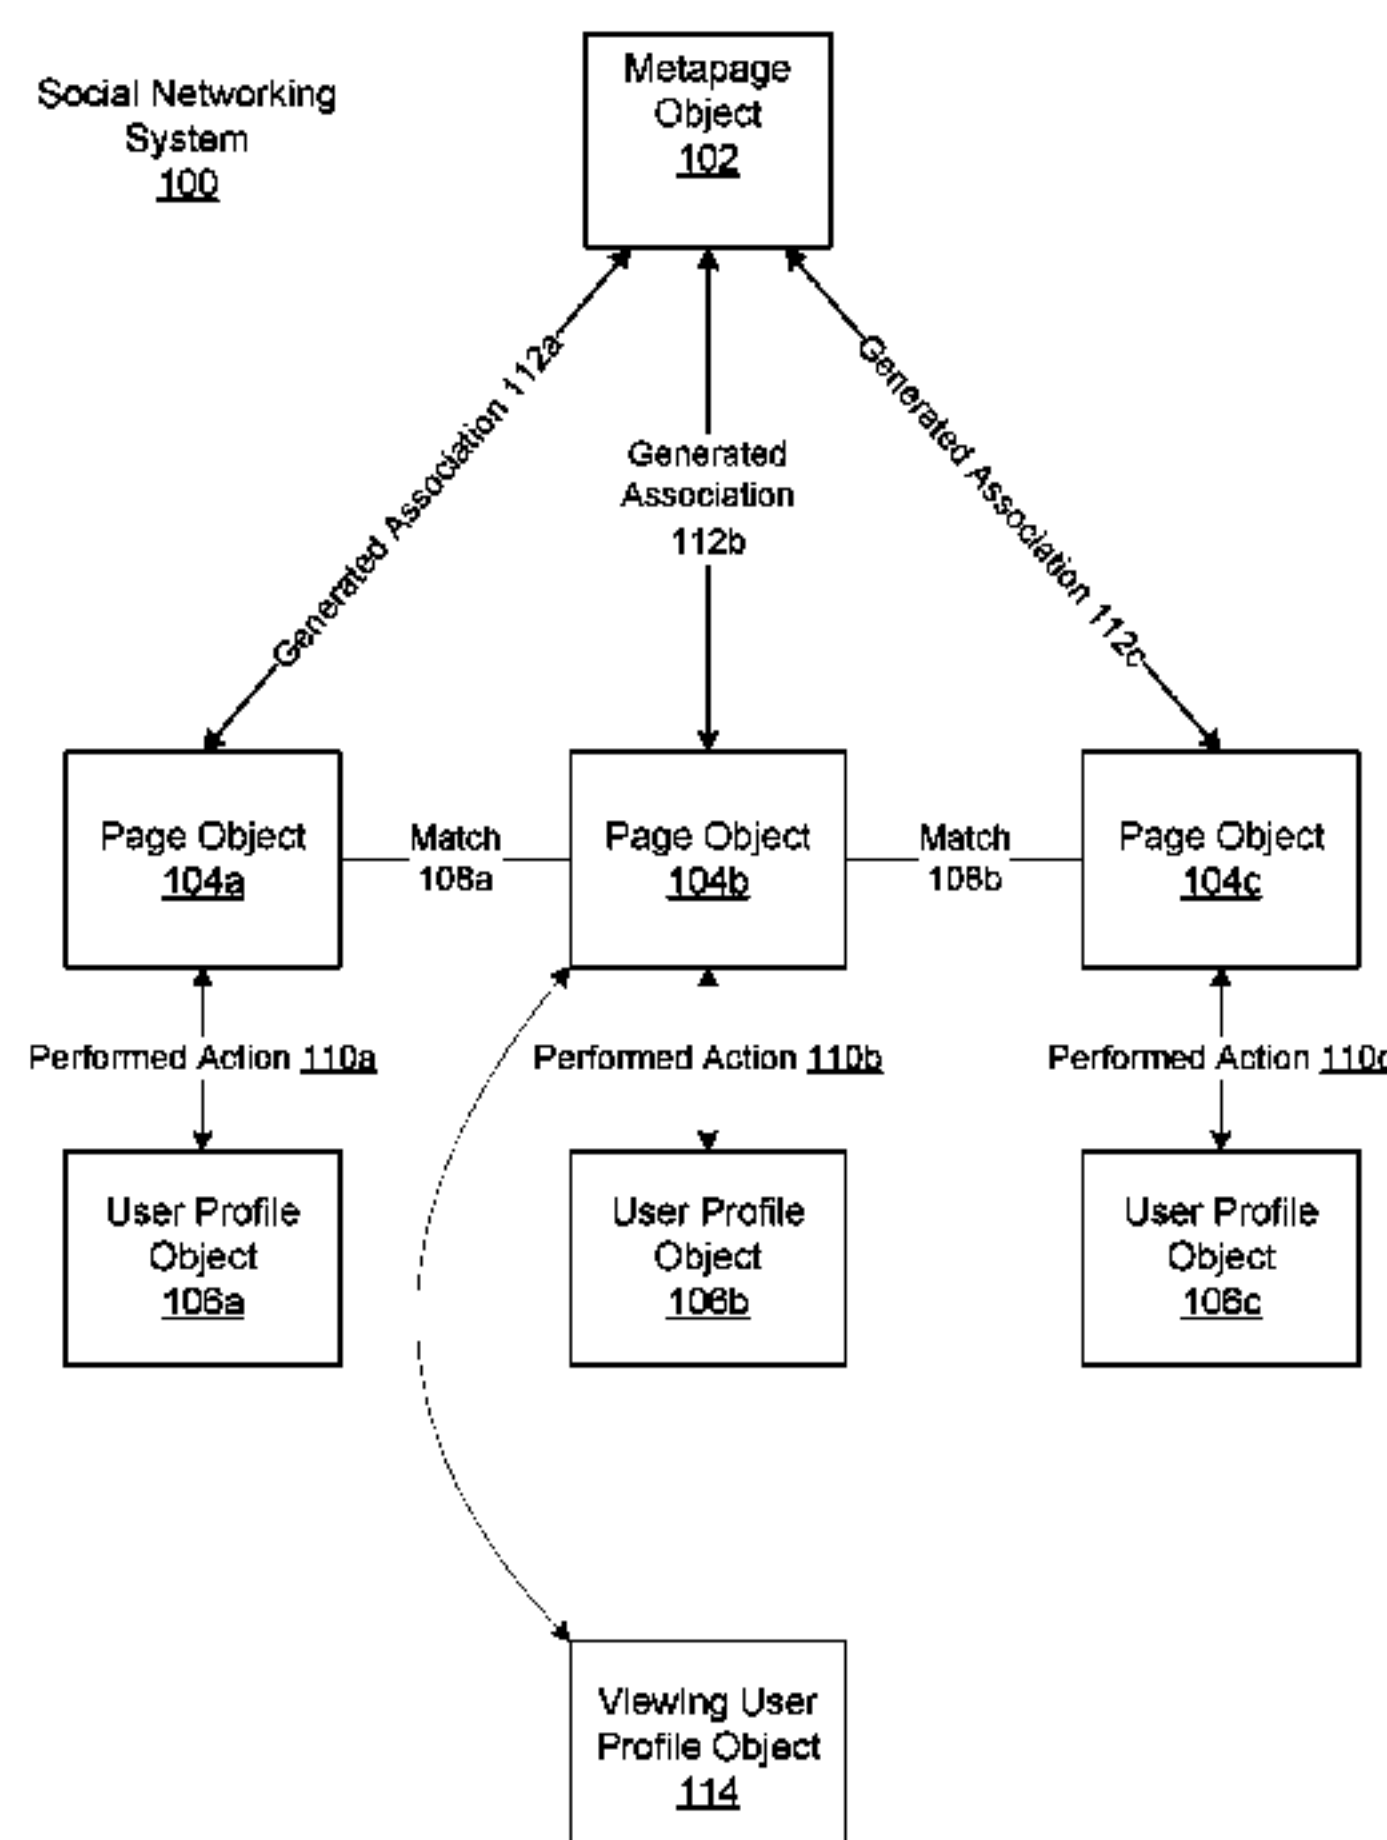 Social Networking
System
100
Metapage
Object
102
Generated Association 112a
Generated
Association
112b
Generated Association 112c
Page Object
104a
Match
108a
Page Object
104b
Match
108b
Page Object
104c
Performed Action 110a
Performed Action 110b
Performed Action 110c
User Profile
Object
106a
User Profile
Object
106b
User Profile
Object
106c
Viewing User
Profile Object
114